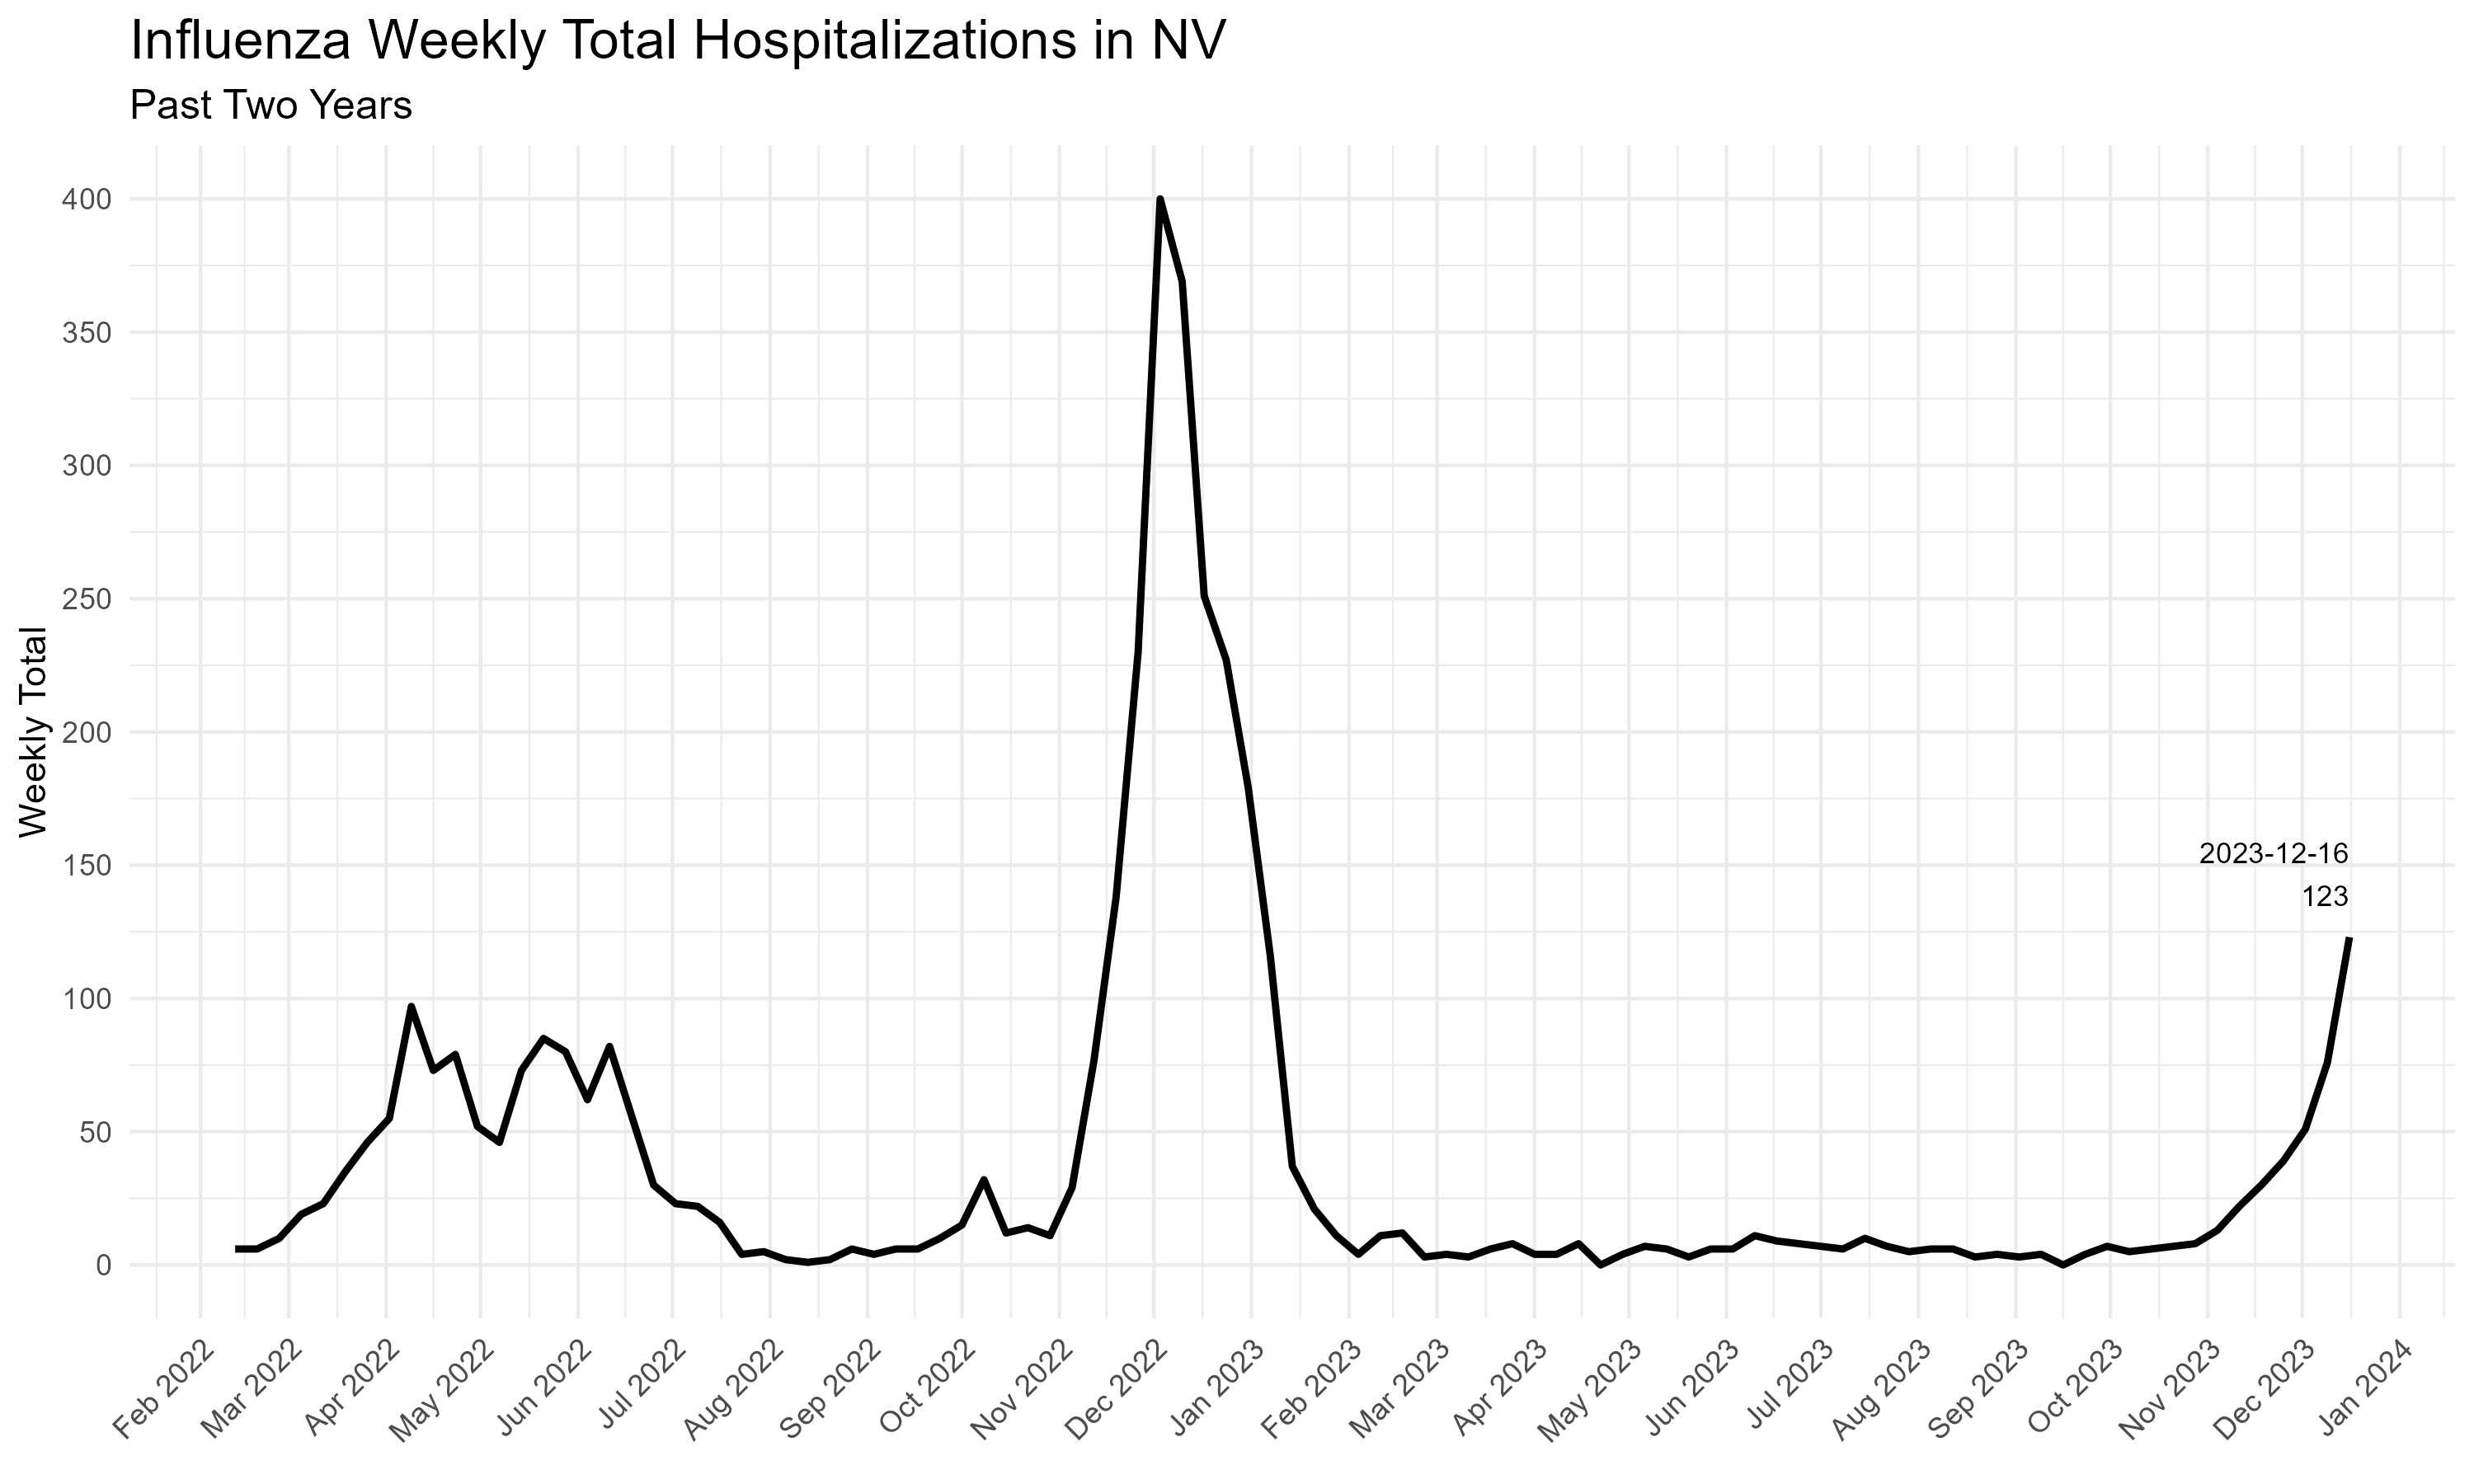 Influenza Weekly Total Hospitalizations in NV
Past Two Years
Weekly Total
400
350
300
250
200
150
100
50
0
2023-12-16
123
Feb 2022
Mar 2022
Apr 2022
May 2022
Jun 2022
Jul 2022
Aug 2022
Sep 2022
Oct 2022
Nov 2022
Dec 2022
Jan 2023
Feb 2023
Mar 2023
Apr 2023
May 2023
Jun 2023
Jul 2023
Aug 2023
Sep 2023
Oct 2023
Nov 2023
Dec 2023
Jan 2024